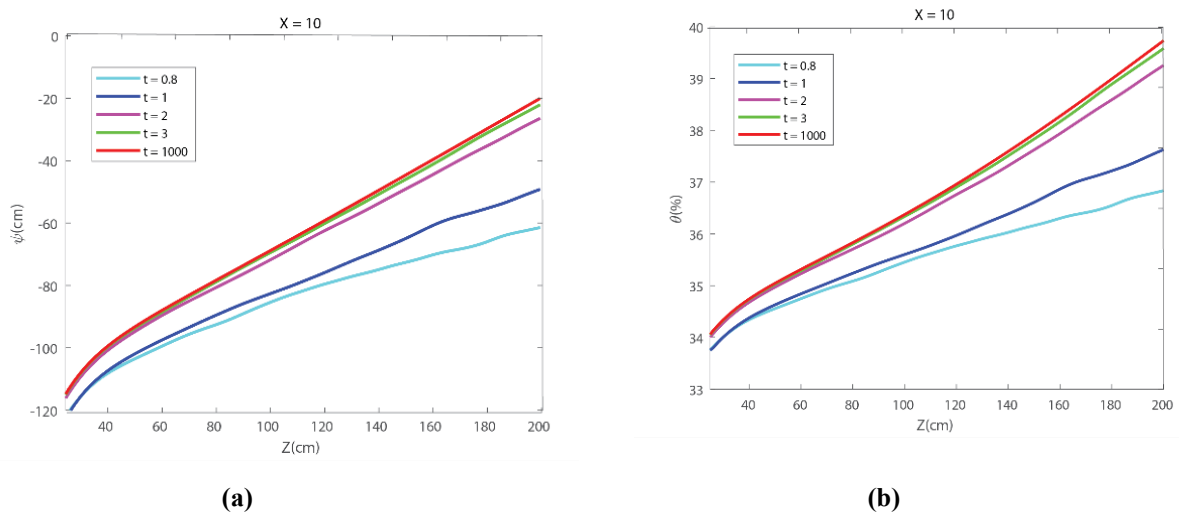 X = 10
0
-20
-40
-60
-80
-100
-120
ψ(cm)
t = 0.8
t = 1
t = 2
t = 3
t = 1000
40 60 80 100 120 140 160 180 200
Z(cm)
(a)
X = 10
40
39
38
37
36
35
34
33
θ(%)
t = 0.8
t = 1
t = 2
t = 3
t = 1000
40 60 80 100 120 140 160 180 200
Z(cm)
(b)